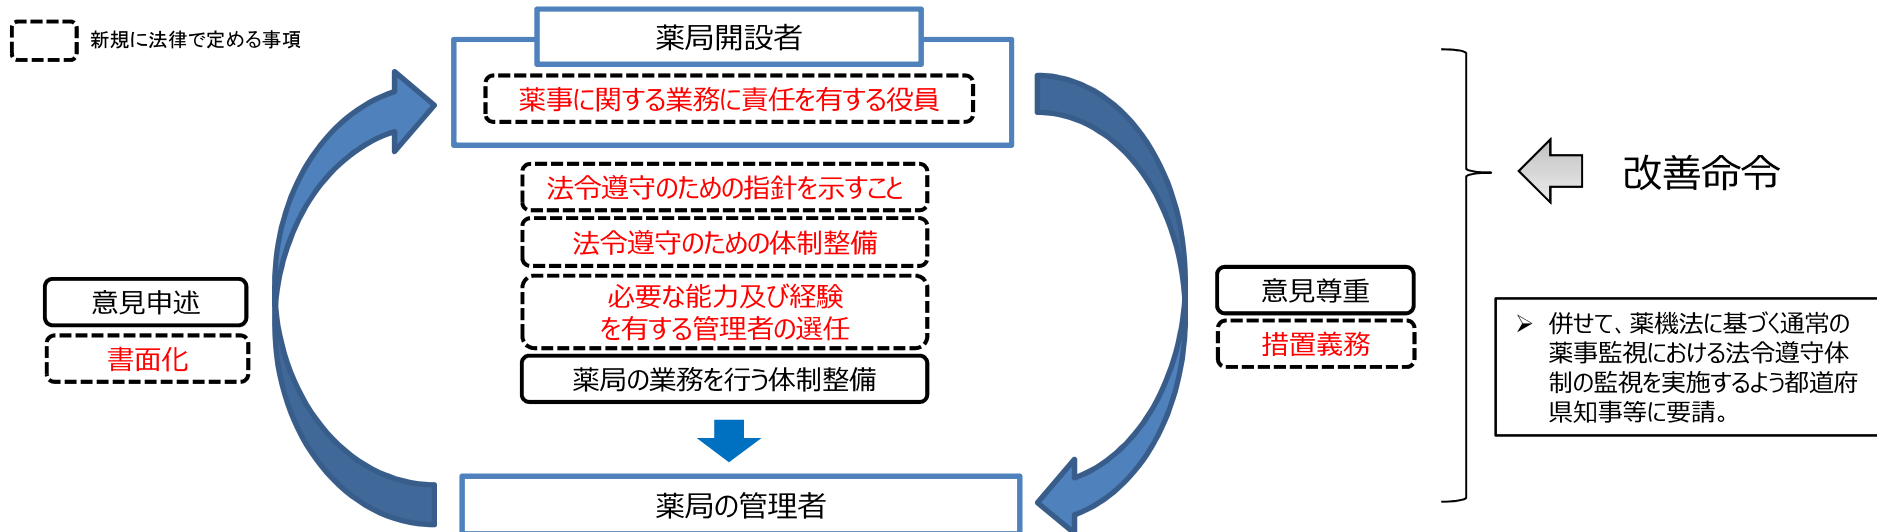 新規に法律で定める事項
薬局開設者
薬事に関する業務に責任を有する役員
法令遵守のための指針を示すこと
法令遵守のための体制整備
必要な能力及び経験
を有する管理者の選任
薬局の業務を行う体制整備
薬局の管理者
意見申述
書面化
意見尊重
措置義務
改善命令
➢ 併せて、薬機法に基づく通常の
薬事監視における法令遵守体
制の監視を実施するよう都道府
県知事等に要請。